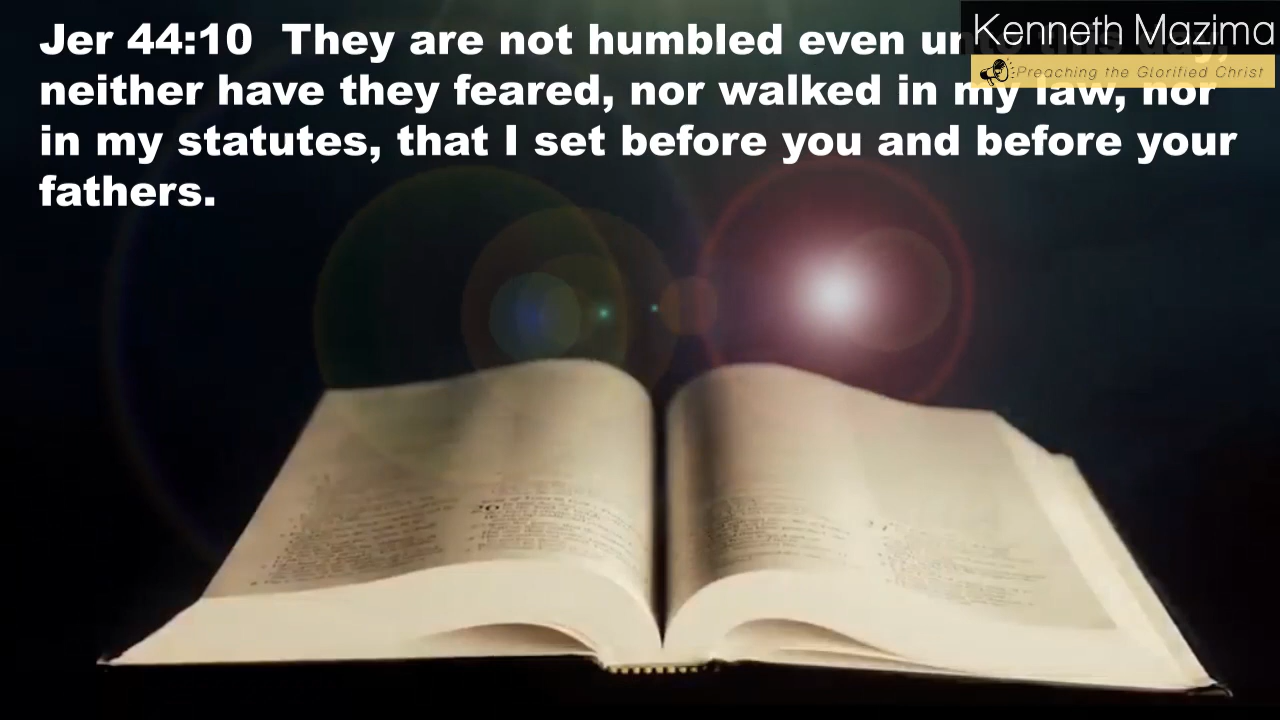 Jer 44:10  They are not humbled even
neither have they feared, nor walked in my law, nor
in my statutes, that I set before you and before your
fathers.
Kenneth Mazima
Preaching the Glorified Christ
20